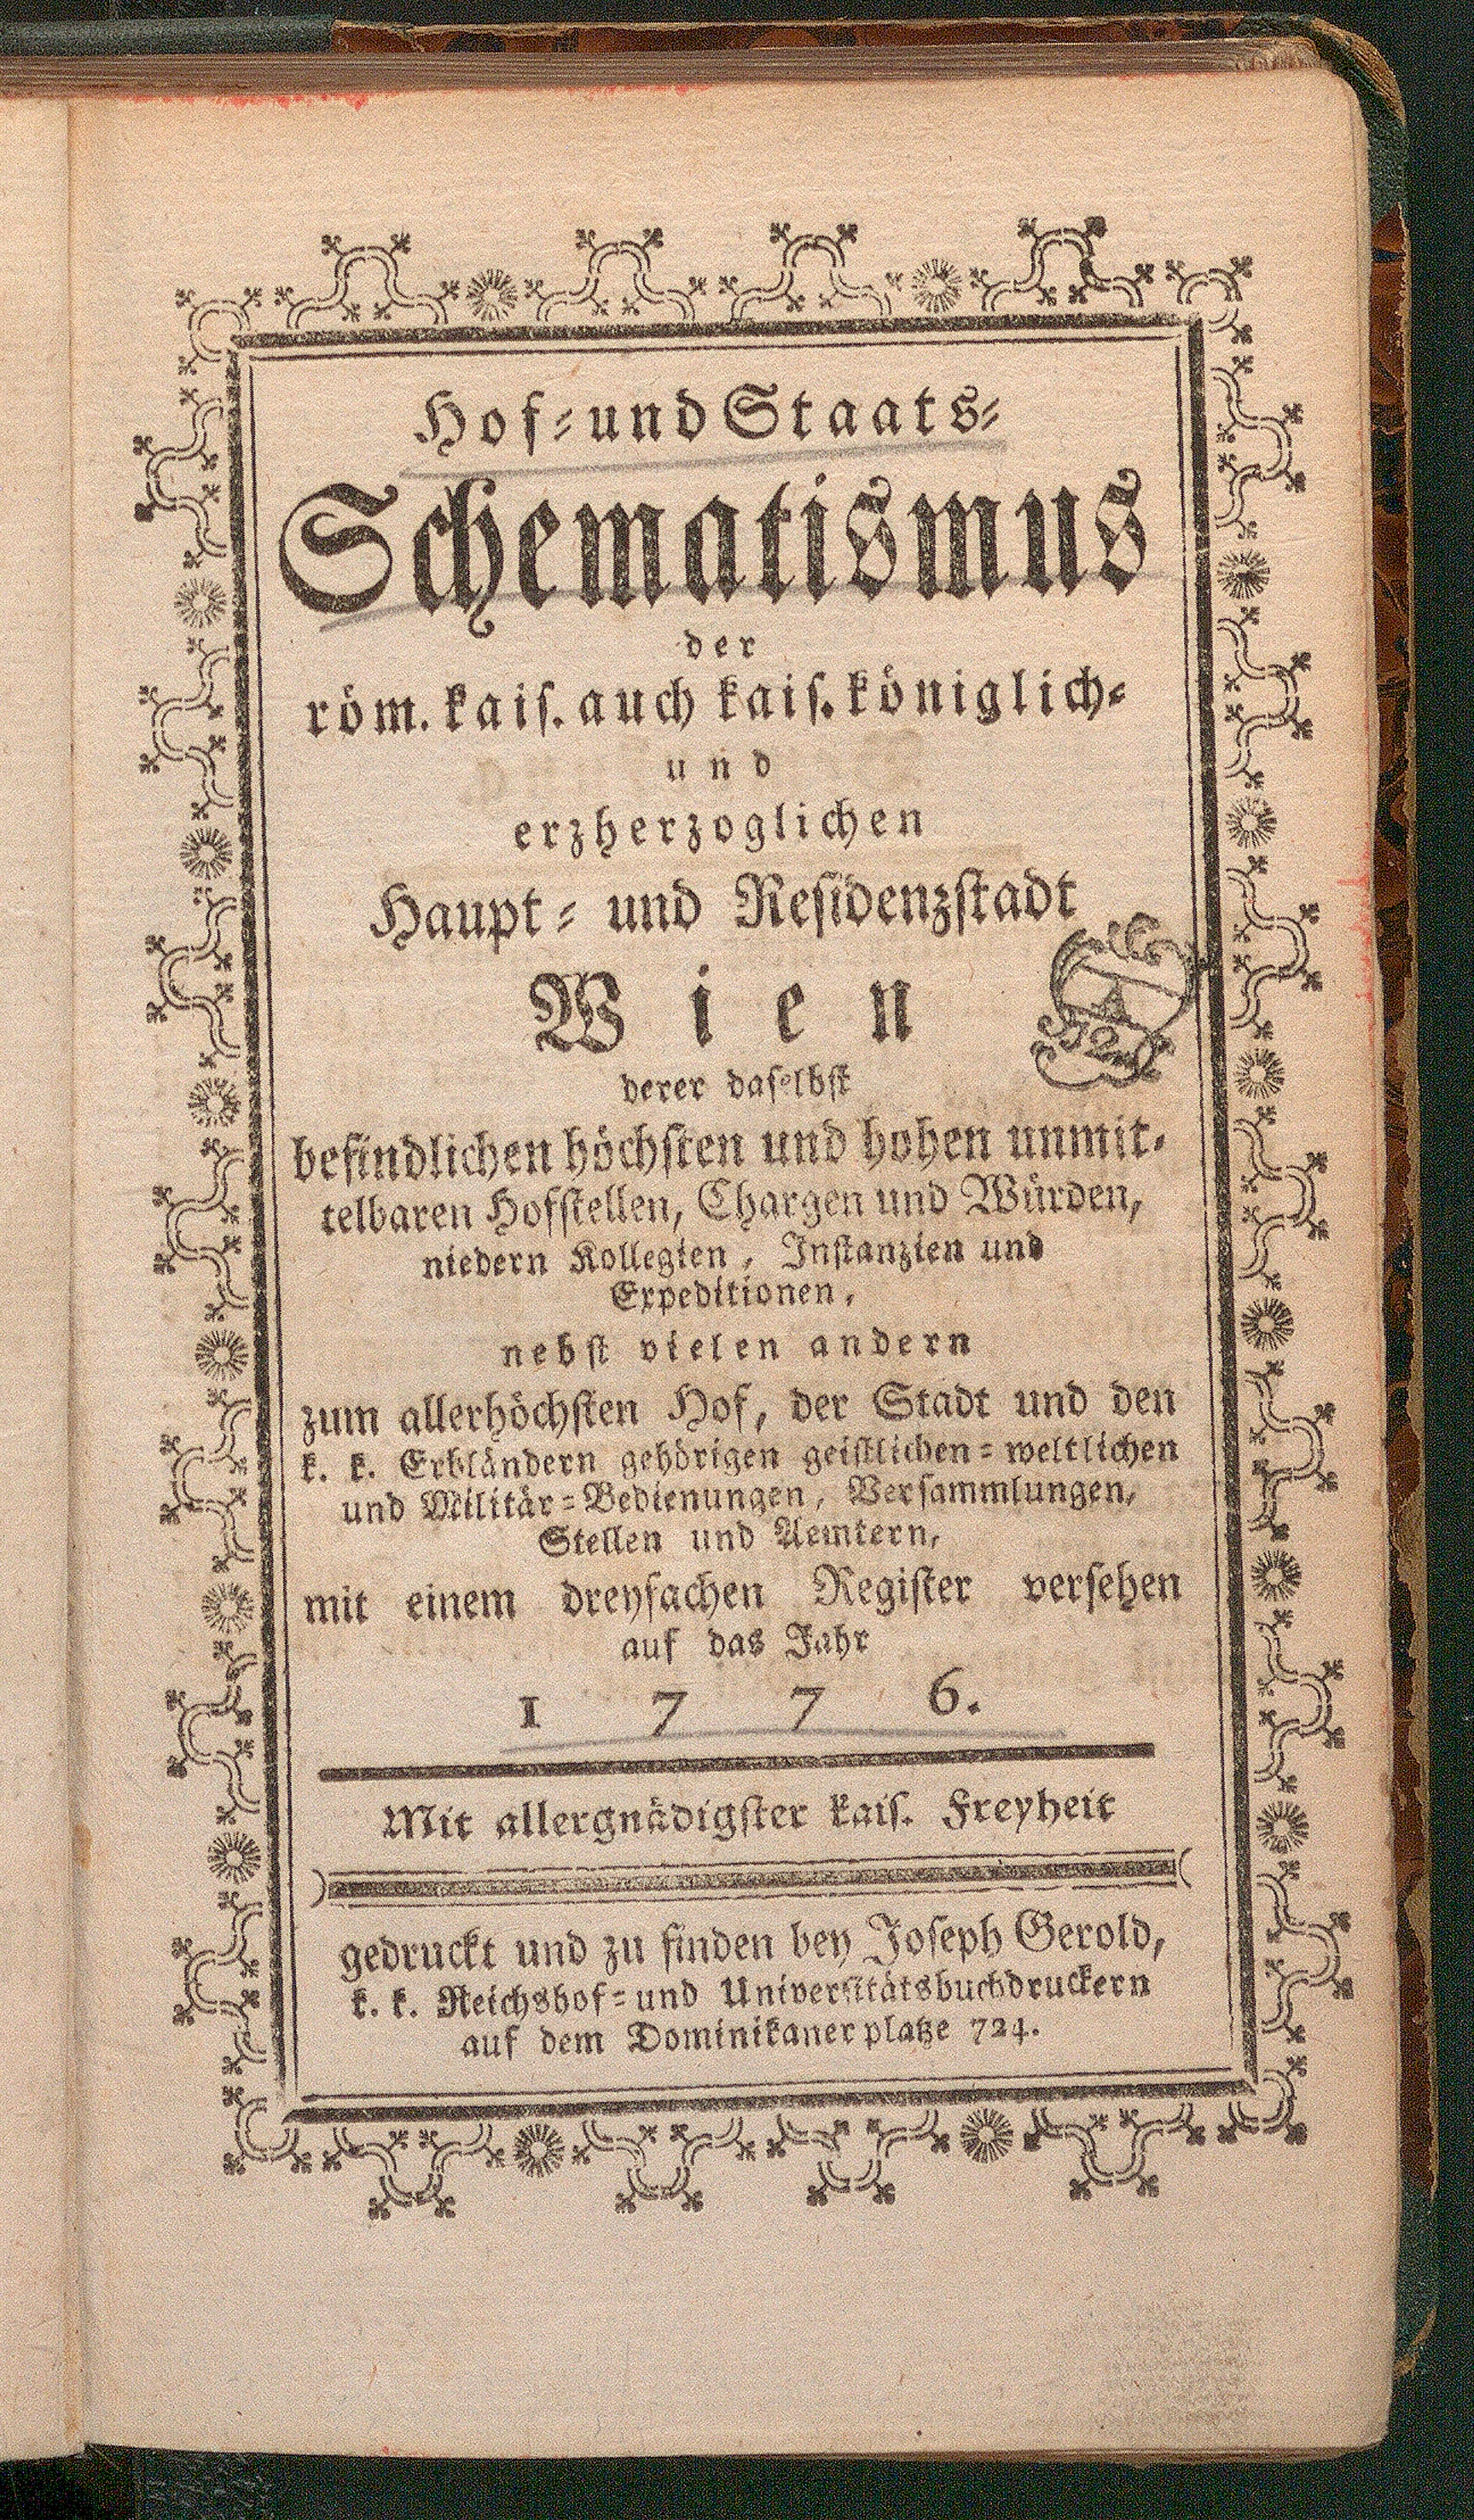 Hof- und Staats-
Schematismus
der
röm. kais. auch kais. königlich-
und
erzherzoglichen
Haupt- und Residenzstadt
Wien
derer daselbst
befindlichen höchsten und hohen unmit-
telbaren Hofstellen, Chargen und Würden,
niedern Kollegien, Instanzien und
Expeditionen,
nebst vielen andern
zum allerhöchsten Hof, der Stadt und den
k. k. Erbländern gehörigen geistlichen- weltlichen
und Militär-Bedienungen, Versammlungen,
Stellen und Aemtern,
mit einem dreyfachen Register versehen
auf das Jahr
1776.
Mit allergnädigster kais. Freyheit
gedruckt und zu finden bey Joseph Gerold,
k. k. Reichshof- und Universitätsbuchdruckern
auf dem Dominikanerplatze 724.